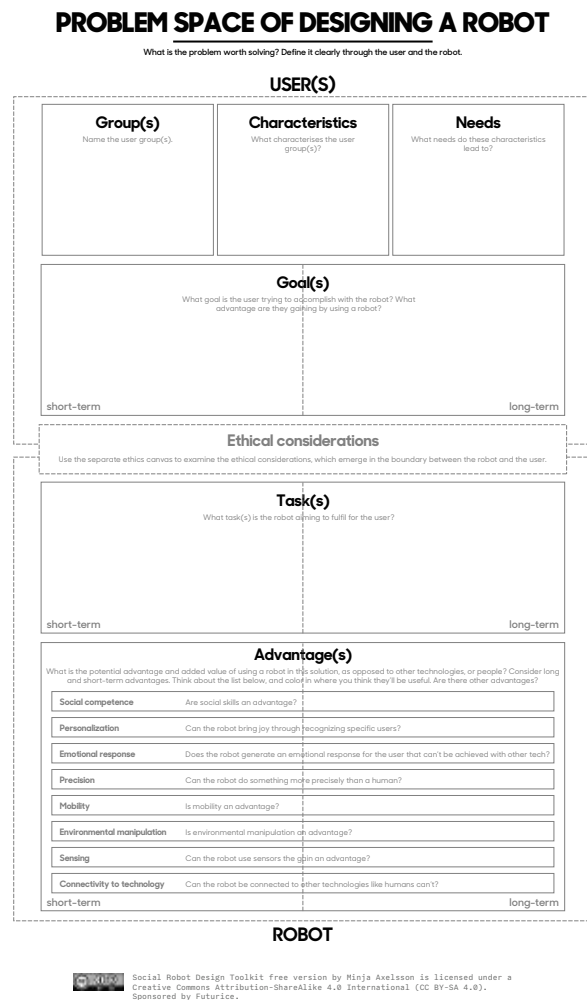 PROBLEM SPACE OF DESIGNING A ROBOT
What is the problem worth solving? Define it clearly through the user and the robot.
USER(S)
Group(s)
Name the user group(s).
Characteristics
What characterises the user
group(s)?
Needs
What needs do these characteristics
lead to?
Goal(s)
What goal is the user trying to accomplish with the robot? What
advantage are they gaining by using a robot?
short-term
long-term
Ethical considerations
Use the separate ethics canvas to examine the ethical considerations, which emerge in the boundary between the robot and the user.
Task(s)
What task(s) is the robot aiming to fulfil for the user?
short-term
long-term
Advantage(s)
What is the potential advantage and added value of using a robot in this solution, as opposed to other technologies, or people? Consider long
and short-term advantages. Think about the list below, and color in where you think they'll be useful. Are there other advantages?
Social competence Are social skills an advantage?
Personalization Can the robot bring joy through recognizing specific users?
Emotional response Does the robot generate an emotional response for the user that can't be achieved with other tech?
Precision Can the robot do something more precisely than a human?
Mobility Is mobility an advantage?
Environmental manipulation Is environmental manipulation an advantage?
Sensing Can the robot use sensors the gain an advantage?
Connectivity to technology Can the robot be connected to other technologies like humans can't?
short-term
long-term
ROBOT
Social Robot Design Toolkit free version by Minja Axelsson is licensed under a
Creative Commons Attribution-ShareAlike 4.0 International (CC BY-SA 4.0).
Sponsored by Futurice.